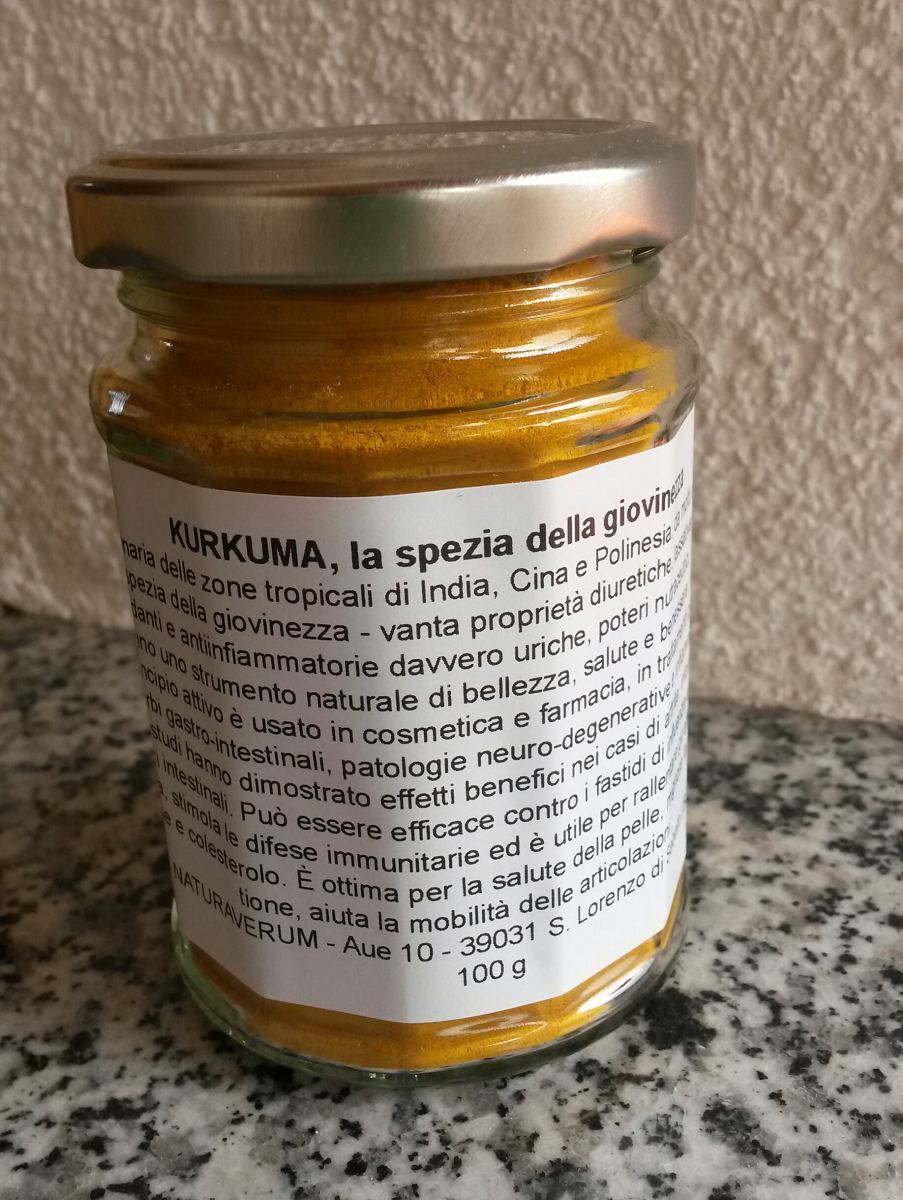 KURKUMA, la spezia della giovinezza
naria delle zone tropicali di India, Cina e Polinesia da
spezia della giovinezza - vanta proprietà diuretiche
danti e antiinfiammatorie davvero uriche, poteri
no uno strumento naturale di bellezza, salute e
ncipio attivo è usato in cosmetica e farmacia, in
rbi gastro-intestinali, patologie neuro-degenerative
studi hanno dimostrato effetti benefici nei casi di
i intestinali. Può essere efficace contro i fastidi di
stimola le difese immunitarie ed è utile per
e e colesterolo. È ottima per la salute della pelle,
tione, aiuta la mobilità delle articolazioni
NATURAVERUM - Aue 10 - 39031 S. Lorenzo di
100 g